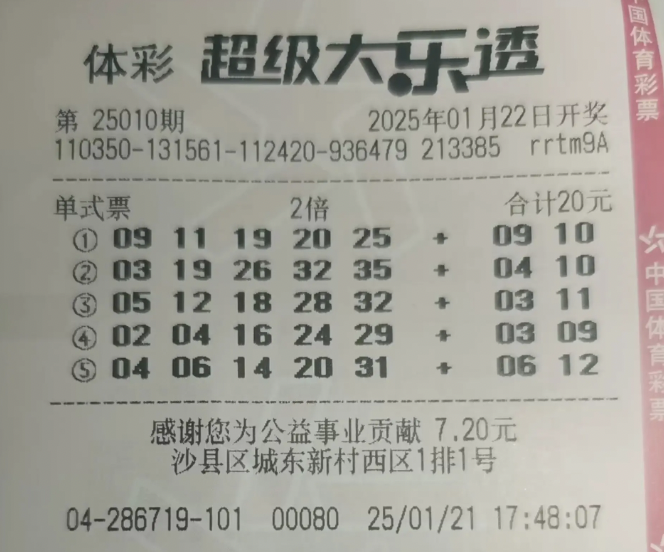 体彩 超级大乐透
第 25010期 2025年01月22日开奖
110350-131561-112420-936479 213385 rrtm9A
单式票 2倍 合计20元
① 09 11 19 20 25 + 09 10
② 03 19 26 32 35 + 04 10
③ 05 12 18 28 32 + 03 11
④ 02 04 16 24 29 + 03 09
⑤ 04 06 14 20 31 + 06 12
感谢您为公益事业贡献 7.20元
沙县区城东新村西区1排1号
04-286719-101 00080 25/01/21 17:48:07
国体育彩票
中国体育彩票